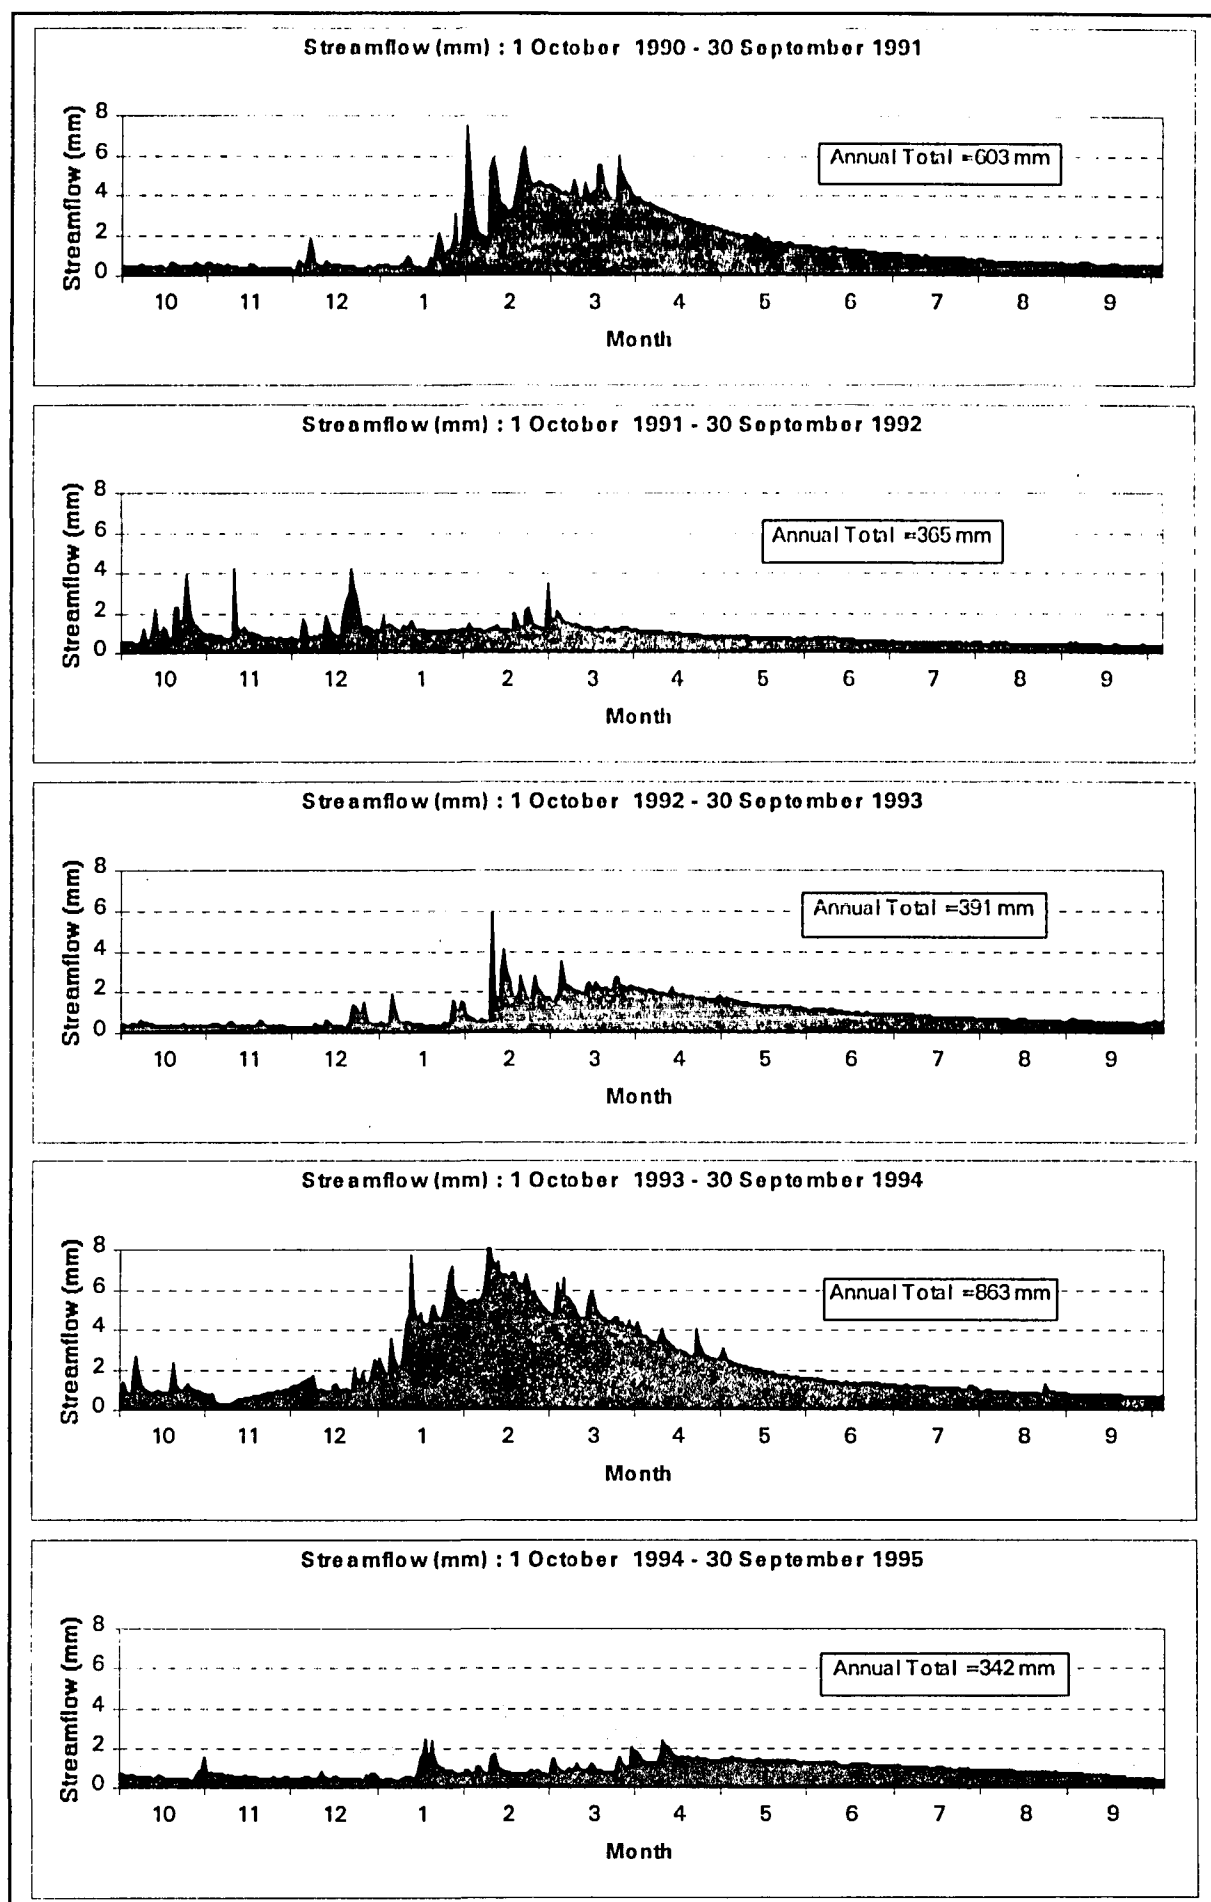 Streamflow (mm) : 1 October 1990 - 30 September 1991
Streamflow (mm)
8
6
4
2
0
Annual Total =603 mm
10 11 12 1 2 3 4 5 6 7 8 9
Month
Streamflow (mm) : 1 October 1991 - 30 September 1992
Streamflow (mm)
8
6
4
2
0
Annual Total =365 mm
10 11 12 1 2 3 4 5 6 7 8 9
Month
Streamflow (mm) : 1 October 1992 - 30 September 1993
Streamflow (mm)
8
6
4
2
0
Annual Total =391 mm
10 11 12 1 2 3 4 5 6 7 8 9
Month
Streamflow (mm) : 1 October 1993 - 30 September 1994
Streamflow (mm)
8
6
4
2
0
Annual Total =863 mm
10 11 12 1 2 3 4 5 6 7 8 9
Month
Streamflow (mm) : 1 October 1994 - 30 September 1995
Streamflow (mm)
8
6
4
2
0
Annual Total =342 mm
10 11 12 1 2 3 4 5 6 7 8 9
Month